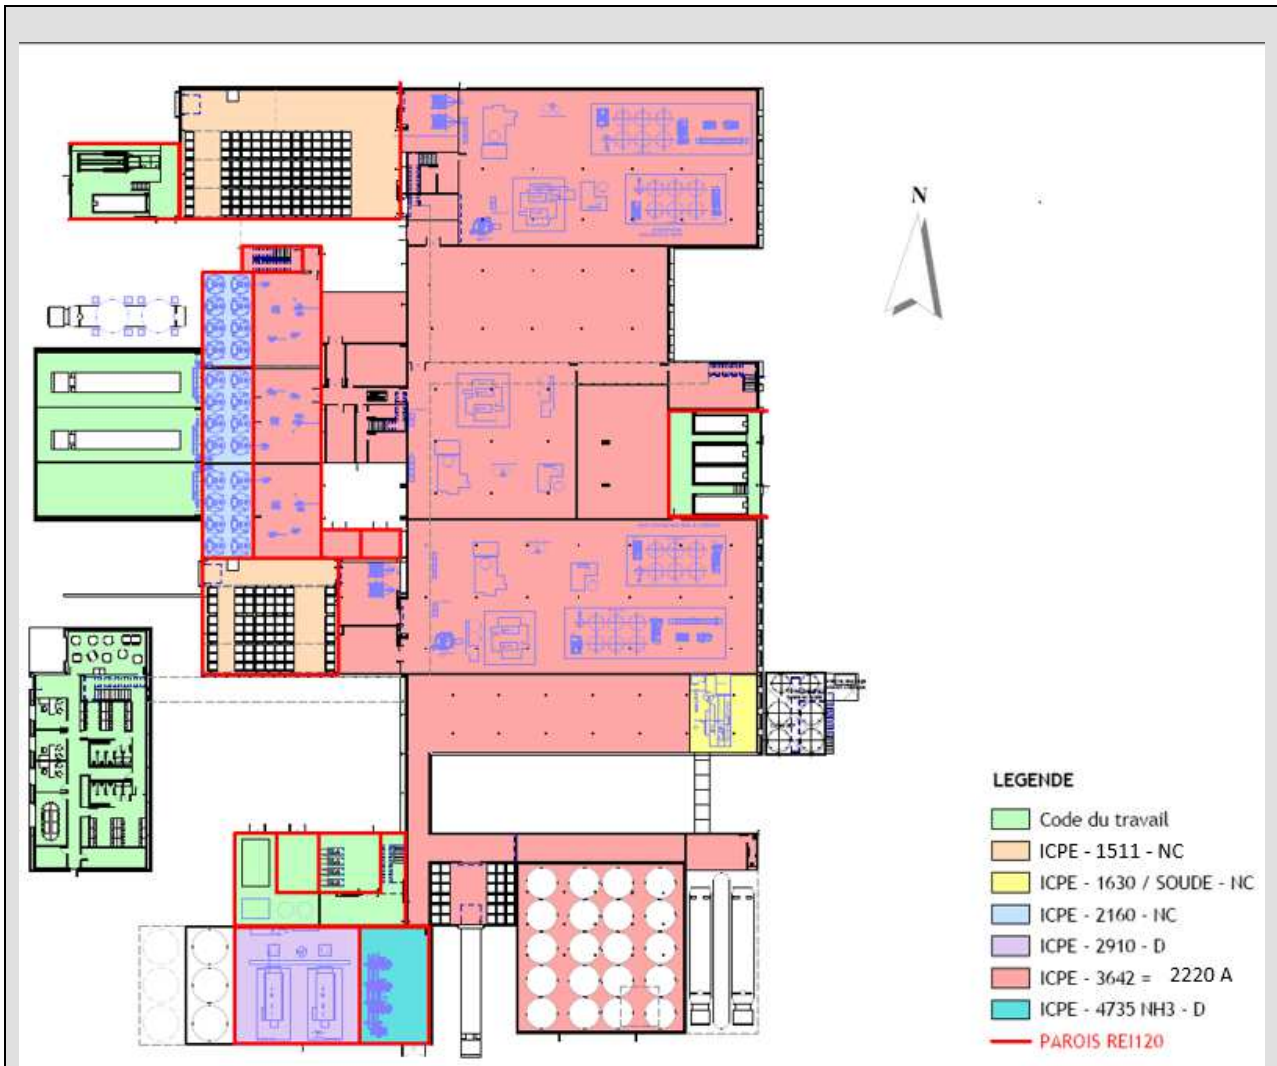 N
LEGENDE
Code du travail
ICPE - 1511 - NC
ICPE - 1630 / SOUDE - NC
ICPE - 2160 - NC
ICPE - 2910 - D
ICPE - 3642 = 2220 A
ICPE - 4735 NH3 - D
PAROIS REI120